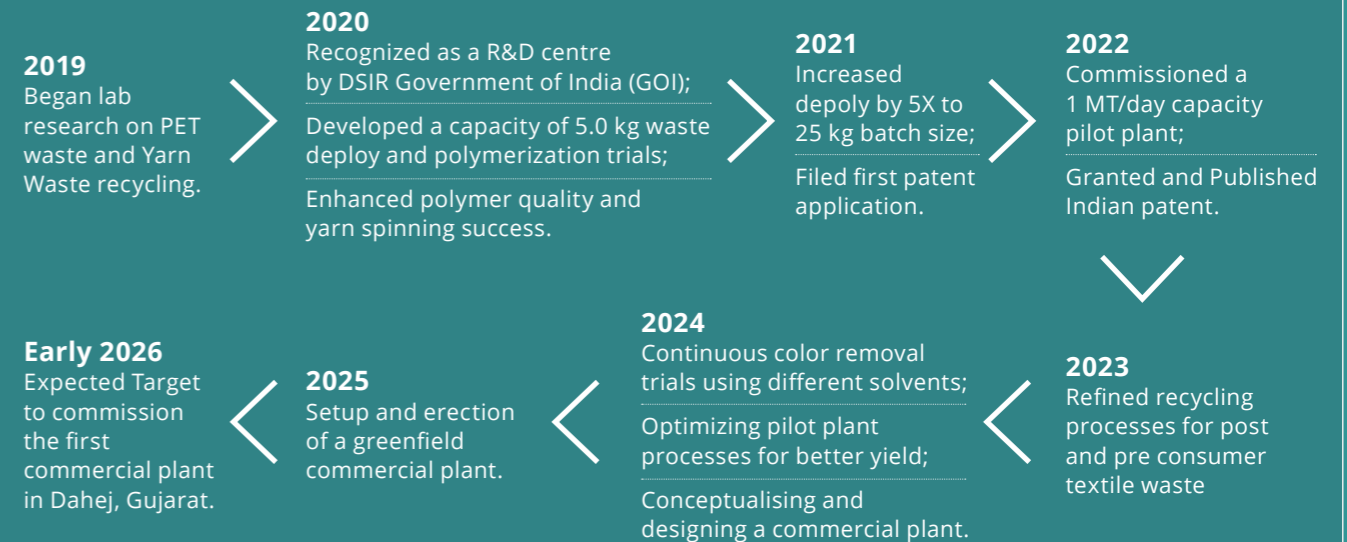 2019
Began lab
research on PET
waste and Yarn
Waste recycling.
2020
Recognized as a R&D centre
by DSIR Government of India (GOI);
Developed a capacity of 5.0 kg waste
deploy and polymerization trials;
Enhanced polymer quality and
yarn spinning success.
2021
Increased
depoly by 5X to
25 kg batch size;
Filed first patent
application.
2022
Commissioned a
1 MT/day capacity
pilot plant;
Granted and Published
Indian patent.
2023
Refined recycling
processes for post
and pre consumer
textile waste
2024
Continuous color removal
trials using different solvents;
Optimizing pilot plant
processes for better yield;
Conceptualising and
designing a commercial plant.
2025
Setup and erection
of a greenfield
commercial plant.
Early 2026
Expected Target
to commission
the first
commercial plant
in Dahej, Gujarat.